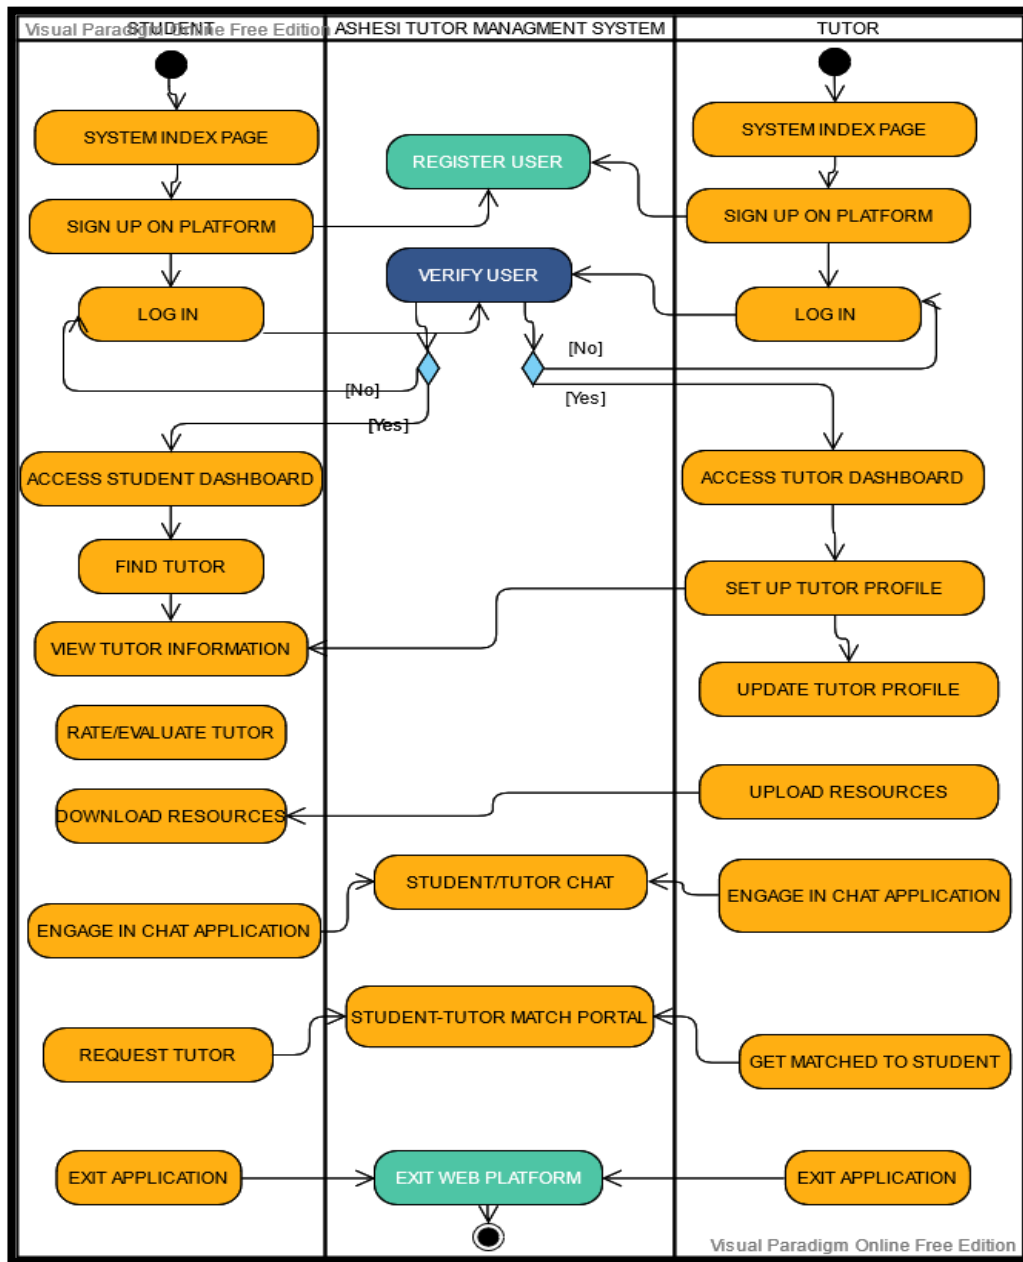 Visual Paradigm Online Free Edition
STUDENT
ASHESI TUTOR MANAGMENT SYSTEM
TUTOR
SYSTEM INDEX PAGE
REGISTER USER
SYSTEM INDEX PAGE
SIGN UP ON PLATFORM
SIGN UP ON PLATFORM
VERIFY USER
LOG IN
LOG IN
[No]
[No]
[Yes]
[Yes]
ACCESS STUDENT DASHBOARD
ACCESS TUTOR DASHBOARD
FIND TUTOR
SET UP TUTOR PROFILE
VIEW TUTOR INFORMATION
UPDATE TUTOR PROFILE
RATE/EVALUATE TUTOR
UPLOAD RESOURCES
DOWNLOAD RESOURCES
STUDENT/TUTOR CHAT
ENGAGE IN CHAT APPLICATION
ENGAGE IN CHAT APPLICATION
STUDENT-TUTOR MATCH PORTAL
REQUEST TUTOR
GET MATCHED TO STUDENT
EXIT APPLICATION
EXIT WEB PLATFORM
EXIT APPLICATION
Visual Paradigm Online Free Edition